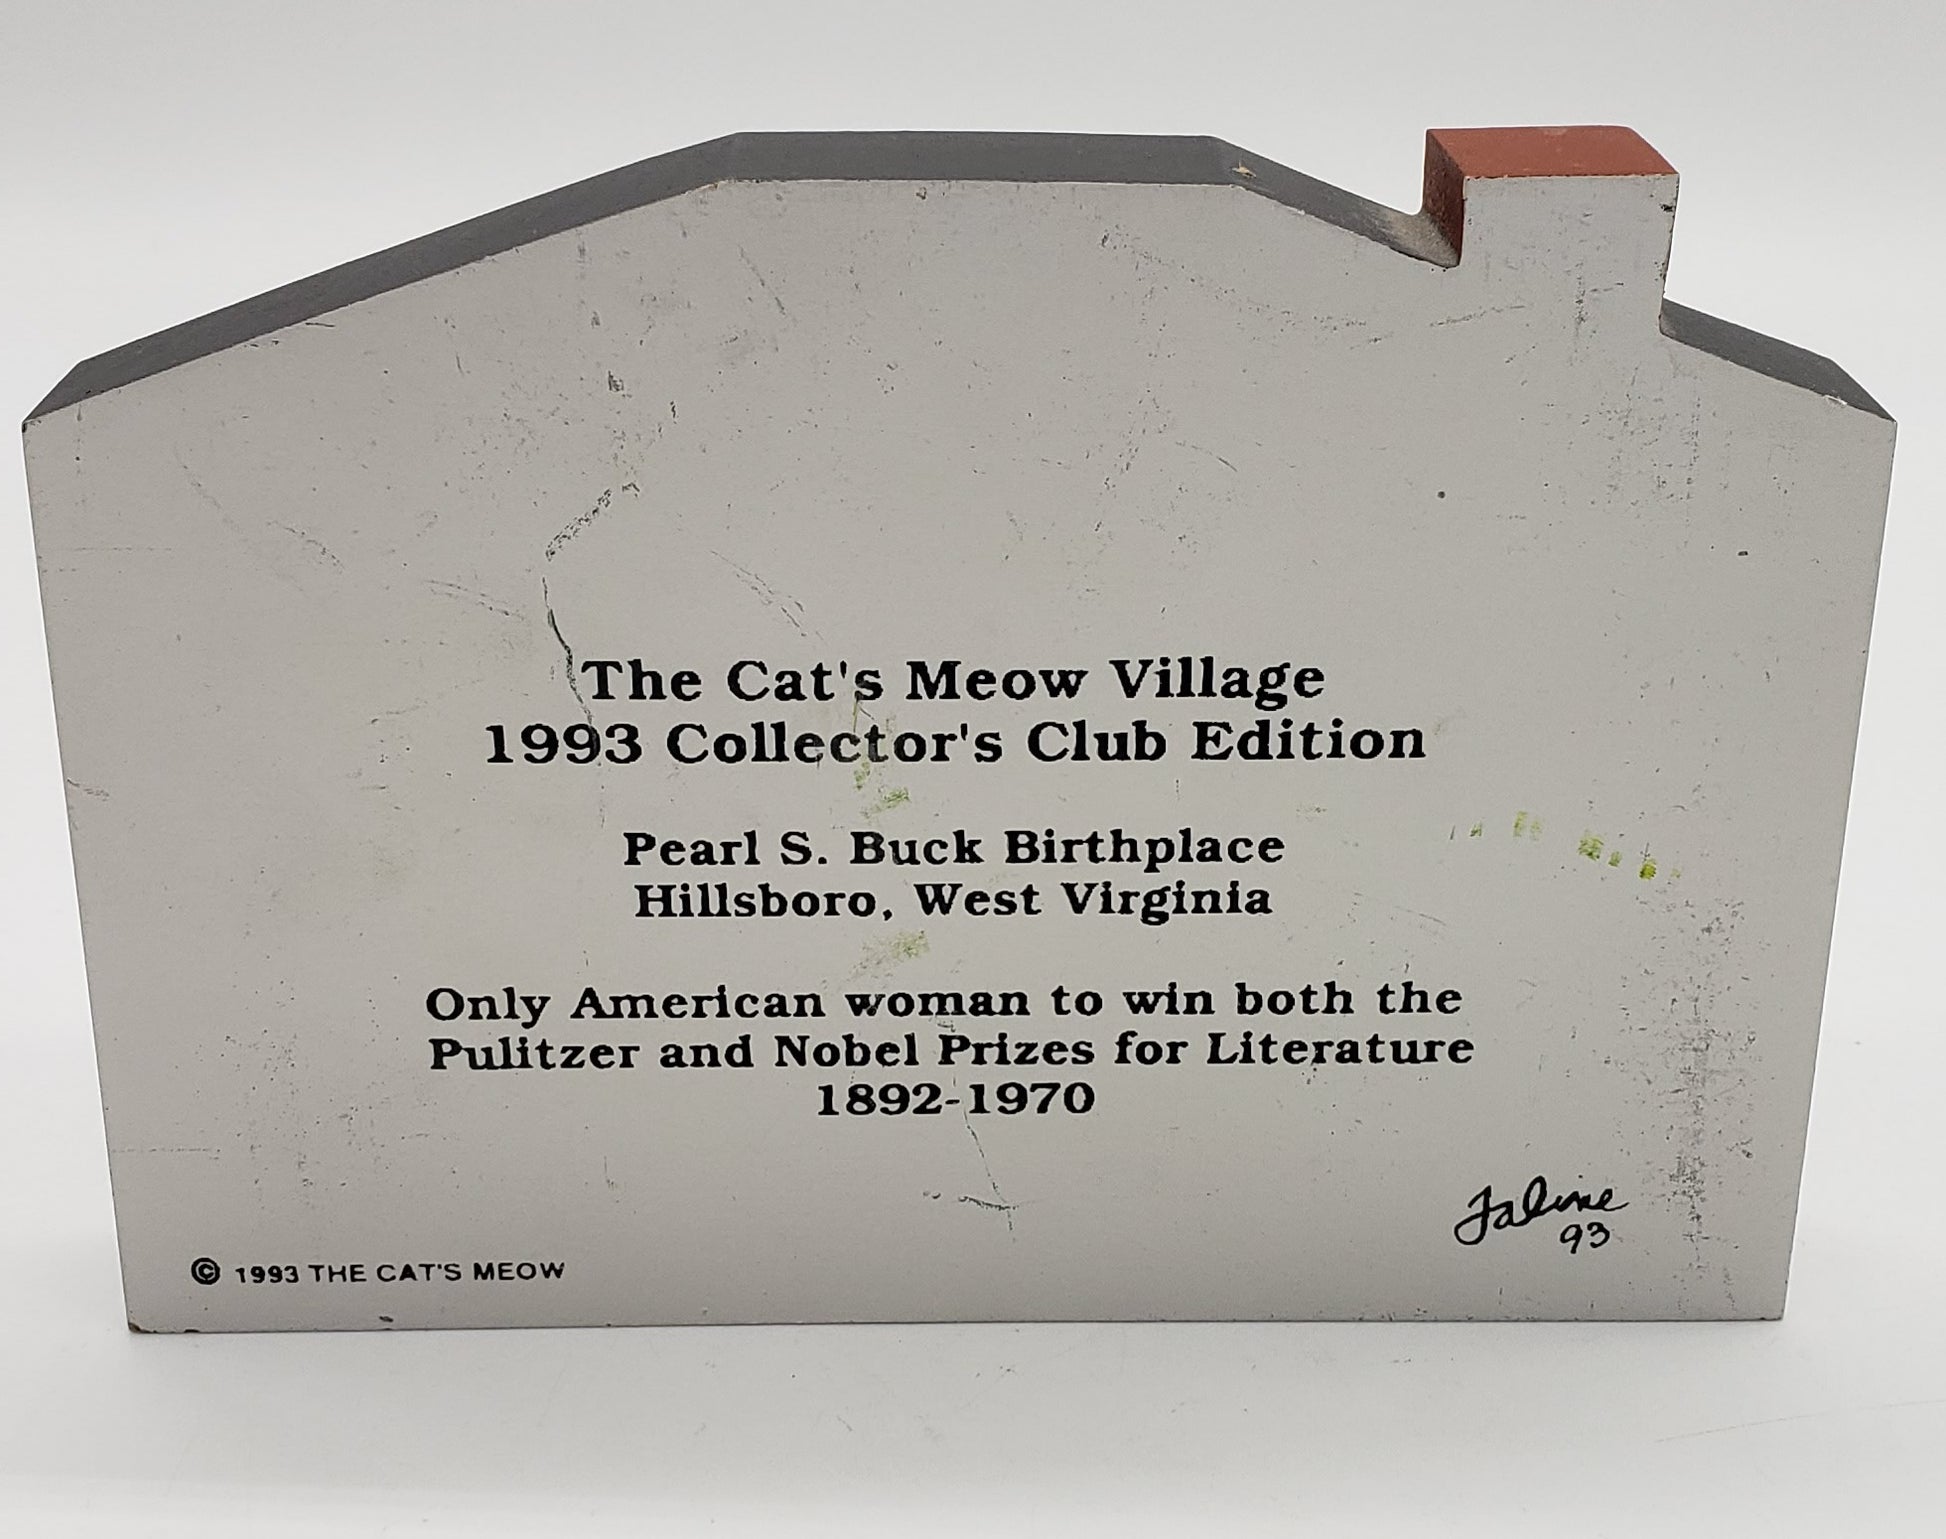 The Cat's Meow Village
1993 Collector's Club Edition
Pearl S. Buck Birthplace
Hillsboro, West Virginia
Only American woman to win both the
Pulitzer and Nobel Prizes for Literature
1892-1970
Faline
93
© 1993 THE CAT'S MEOW